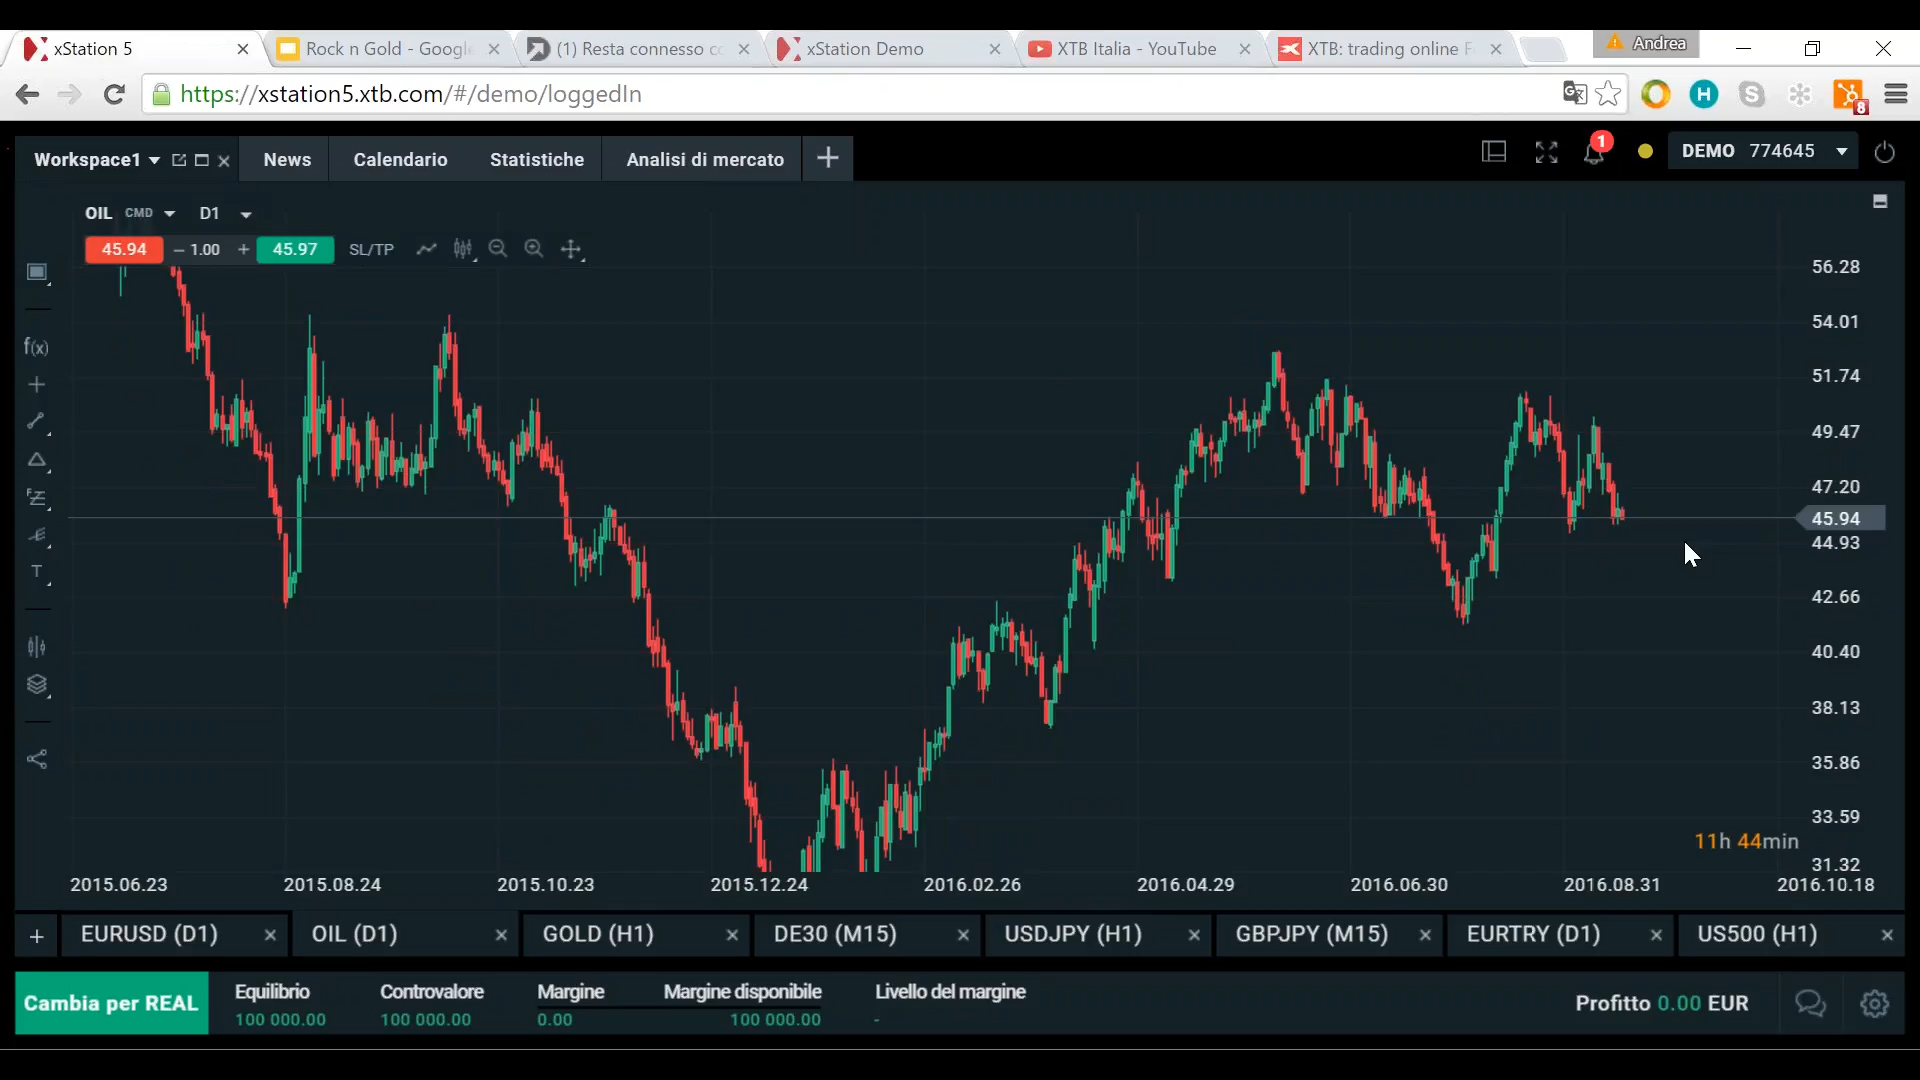 xStation 5
Rock n Gold - Google
(1) Resta connesso co
xStation Demo
XTB Italia - YouTube
XTB: trading online F
Andrea
https://xstation5.xtb.com/#/demo/loggedIn
H
S
8
Workspace1
News
Calendario
Statistiche
Analisi di mercato
1
DEMO 774645
OIL CMD D1
45.94 – 1.00 + 45.97 SL/TP
f(x)
T
56.28
54.01
51.74
49.47
47.20
45.94
44.93
42.66
40.40
38.13
35.86
33.59
11h 44min
31.32
2015.06.23 2015.08.24 2015.10.23 2015.12.24 2016.02.26 2016.04.29 2016.06.30 2016.08.31 2016.10.18
EURUSD (D1) OIL (D1) GOLD (H1) DE30 (M15) USDJPY (H1) GBPJPY (M15) EURTRY (D1) US500 (H1)
Cambia per REAL
Equilibrio Controvalore Margine Margine disponibile Livello del margine
100 000.00 100 000.00 0.00 100 000.00 -
Profitto 0.00 EUR